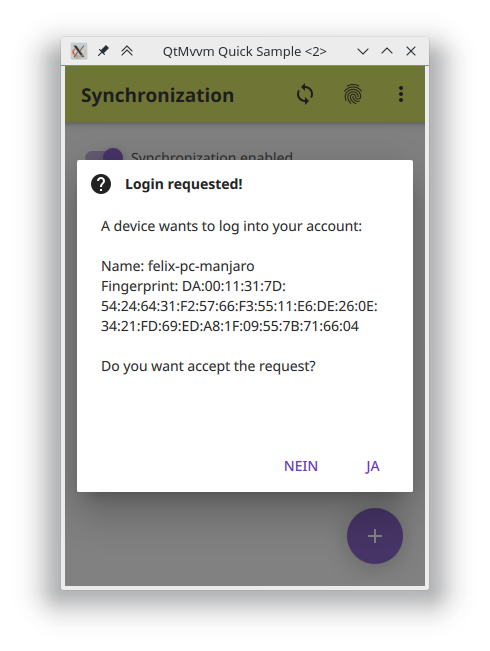 QtMvvm Quick Sample <2>
Synchronization
Synchronization enabled
Login requested!
A device wants to log into your account:
Name: felix-pc-manjaro
Fingerprint: DA:00:11:31:7D:
54:24:64:31:F2:57:66:F3:55:11:E6:DE:26:0E:
34:21:FD:69:ED:A8:1F:09:55:7B:71:66:04
Do you want accept the request?
NEIN JA